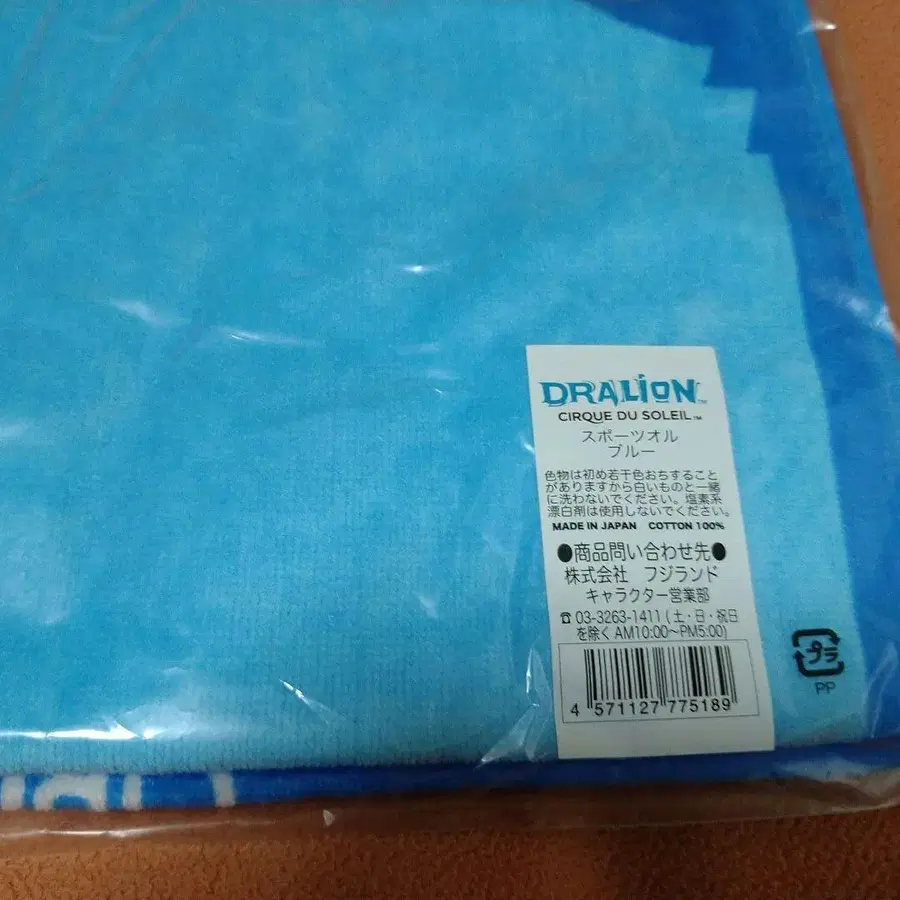 DRALION™
CIRQUE DU SOLEIL™
スポーツオル
ブルー
色物は初め若干色おちすること
がありますから白いものと一緒
に洗わないでください。塩素系
漂白剤は使用しないでください。
MADE IN JAPAN COTTON 100%
●商品問い合わせ先●
株式会社 フジランド
キャラクター営業部
☎03-3263-1411(土・日・祝日
を除く AM10:00〜PM5:00)
4 571127 775189
プラ
PP